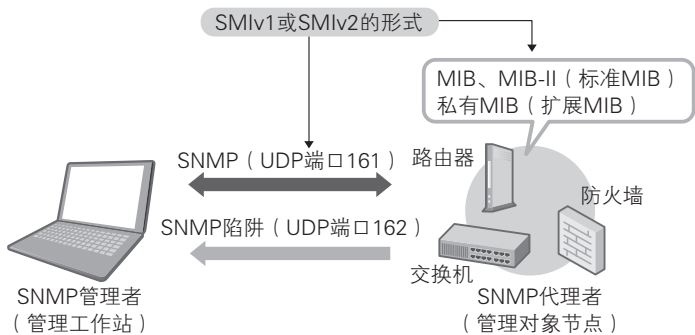 SMIv1或SMIv2的形式
MIB、MIB-II（标准MIB）
私有MIB（扩展MIB）
SNMP（UDP端口161）
路由器
防火墙
SNMP陷阱（UDP端口162）
交换机
SNMP管理者
（管理工作站）
SNMP代理者
（管理对象节点）